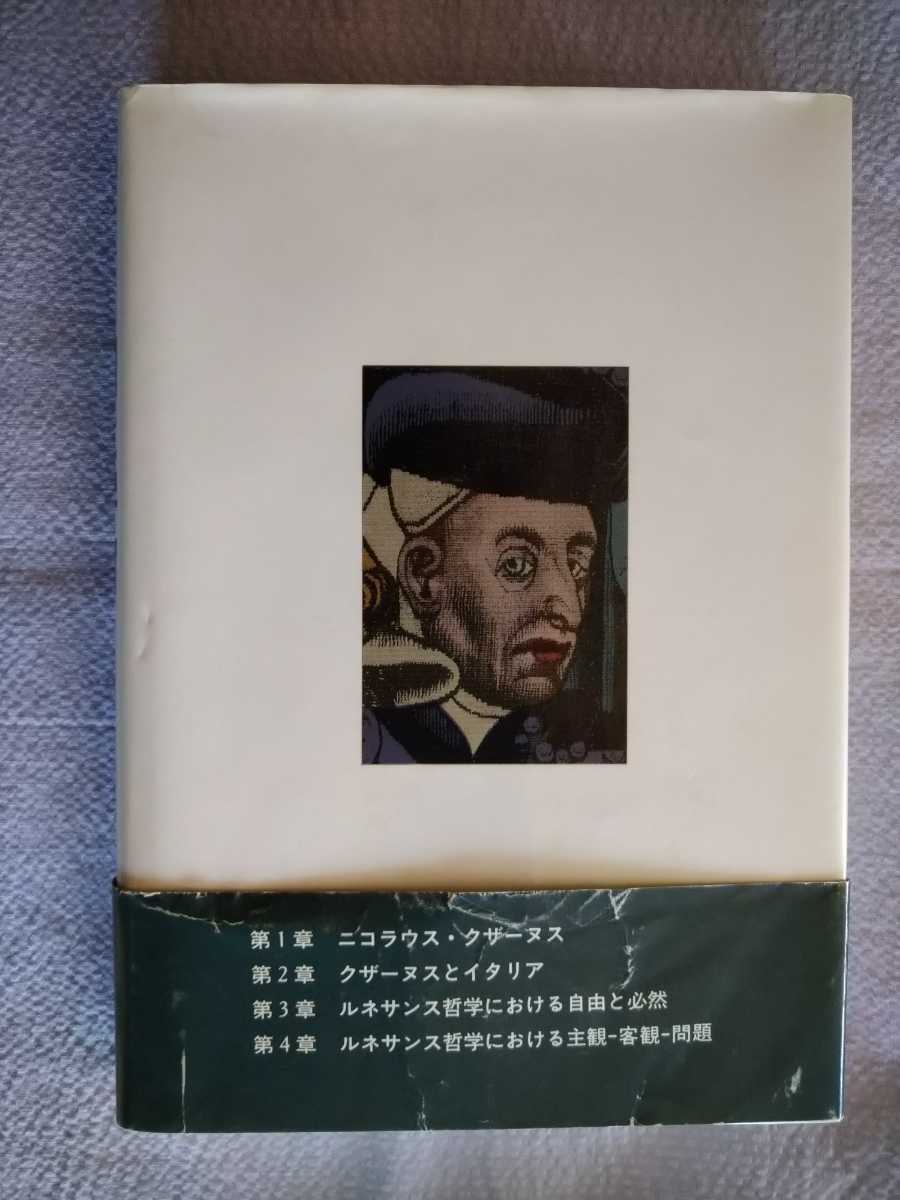 第1章 ニコラウス・クザーヌス
第2章 クザーヌスとイタリア
第3章 ルネサンス哲学における自由と必然
第4章 ルネサンス哲学における主観-客観-問題